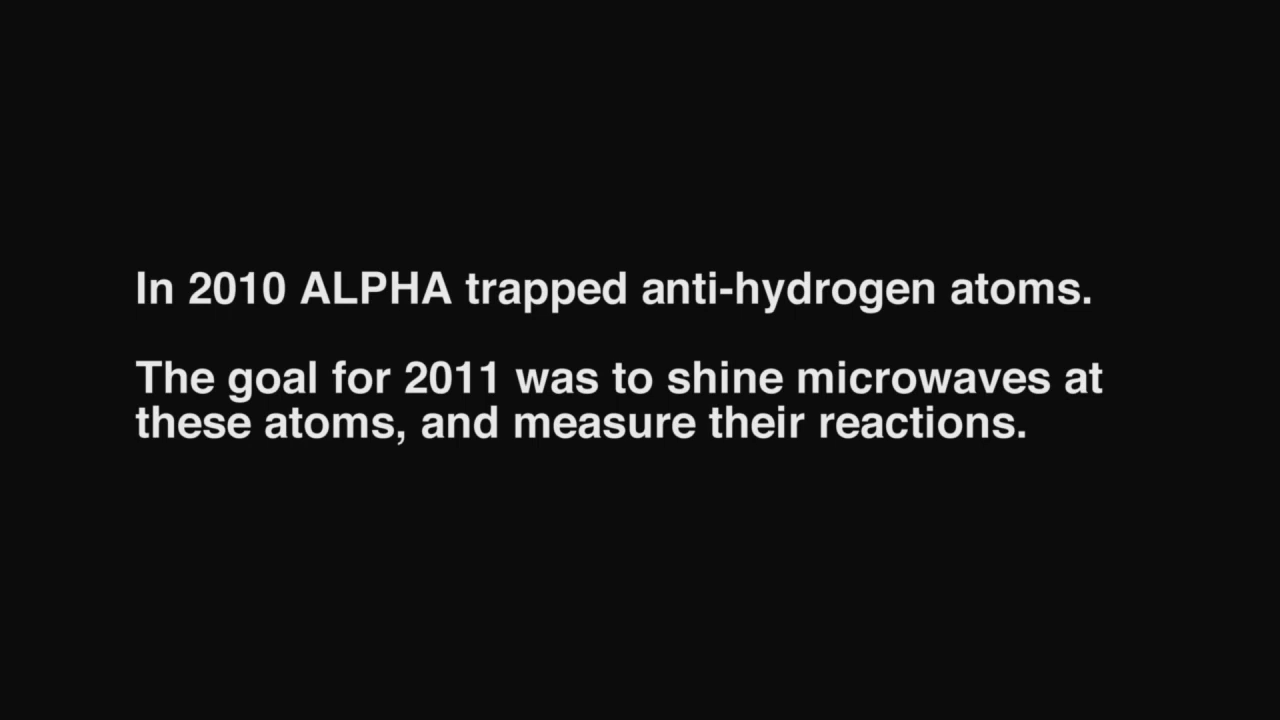 In 2010 ALPHA trapped anti-hydrogen atoms.
The goal for 2011 was to shine microwaves at
these atoms, and measure their reactions.